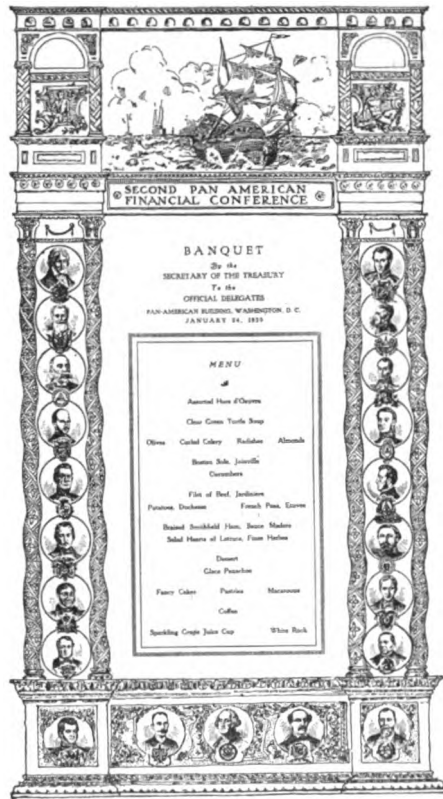 SECOND PAN AMERICAN
FINANCIAL CONFERENCE
BANQUET
By the
SECRETARY OF THE TREASURY
To the
OFFICIAL DELEGATES
PAN-AMERICAN BUILDING, WASHINGTON, D. C.
JANUARY 1920
MENU
Assorted Hors d'Oeuvres
Clear Green Turtle Soup
Olives Curled Celery Radishes Almonds
Boston Sole, Joinville
Cucumbers
Filet of Beef, Jardiniere
Potatoes, Duchesse French Peas, Etuves
Braised Smithfield Ham, Sauce Madere
Salad Hearts of Lettuce, Fines Herbes
Dessert
Glace Panachee
Fancy Cakes Pastries Macaroons
Coffee
Sparkling Grape Juice Cup White Rock